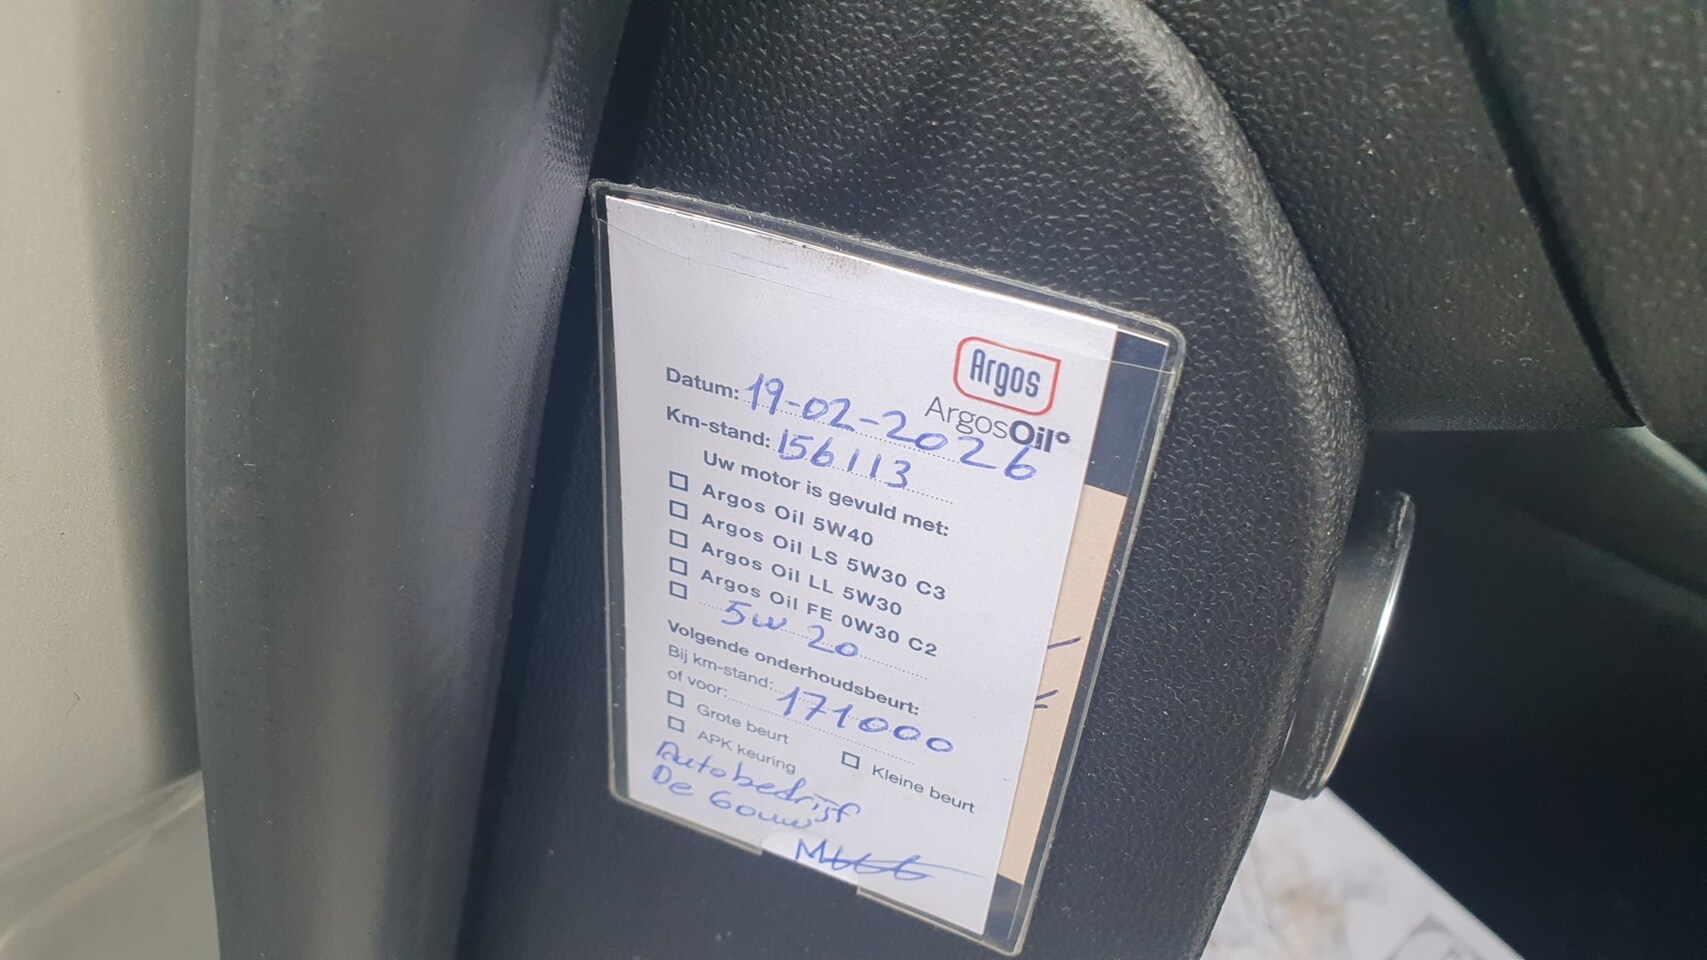 Argos
ArgosOil
Datum: 19-02-2026
Km-stand: 156113
Uw motor is gevuld met:
Argos Oil 5W40
Argos Oil LS 5W30 C3
Argos Oil LL 5W30
Argos Oil FE 0W30 C2
5w 20
Volgende onderhoudsbeurt:
Bij km-stand: 171000
of voor:
Grote beurt
Kleine beurt
APK keuring
Autobedrijf
De Gouw